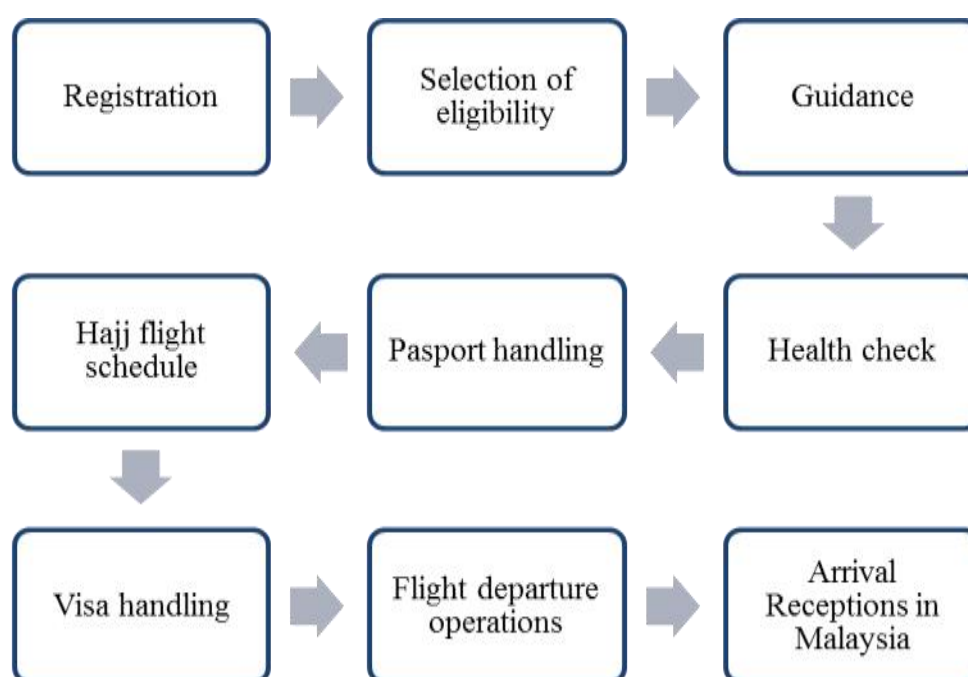 Registration
Selection of
eligibility
Guidance
Health check
Pasport handling
Hajj flight
schedule
Visa handling
Flight departure
operations
Arrival
Receptions in
Malaysia